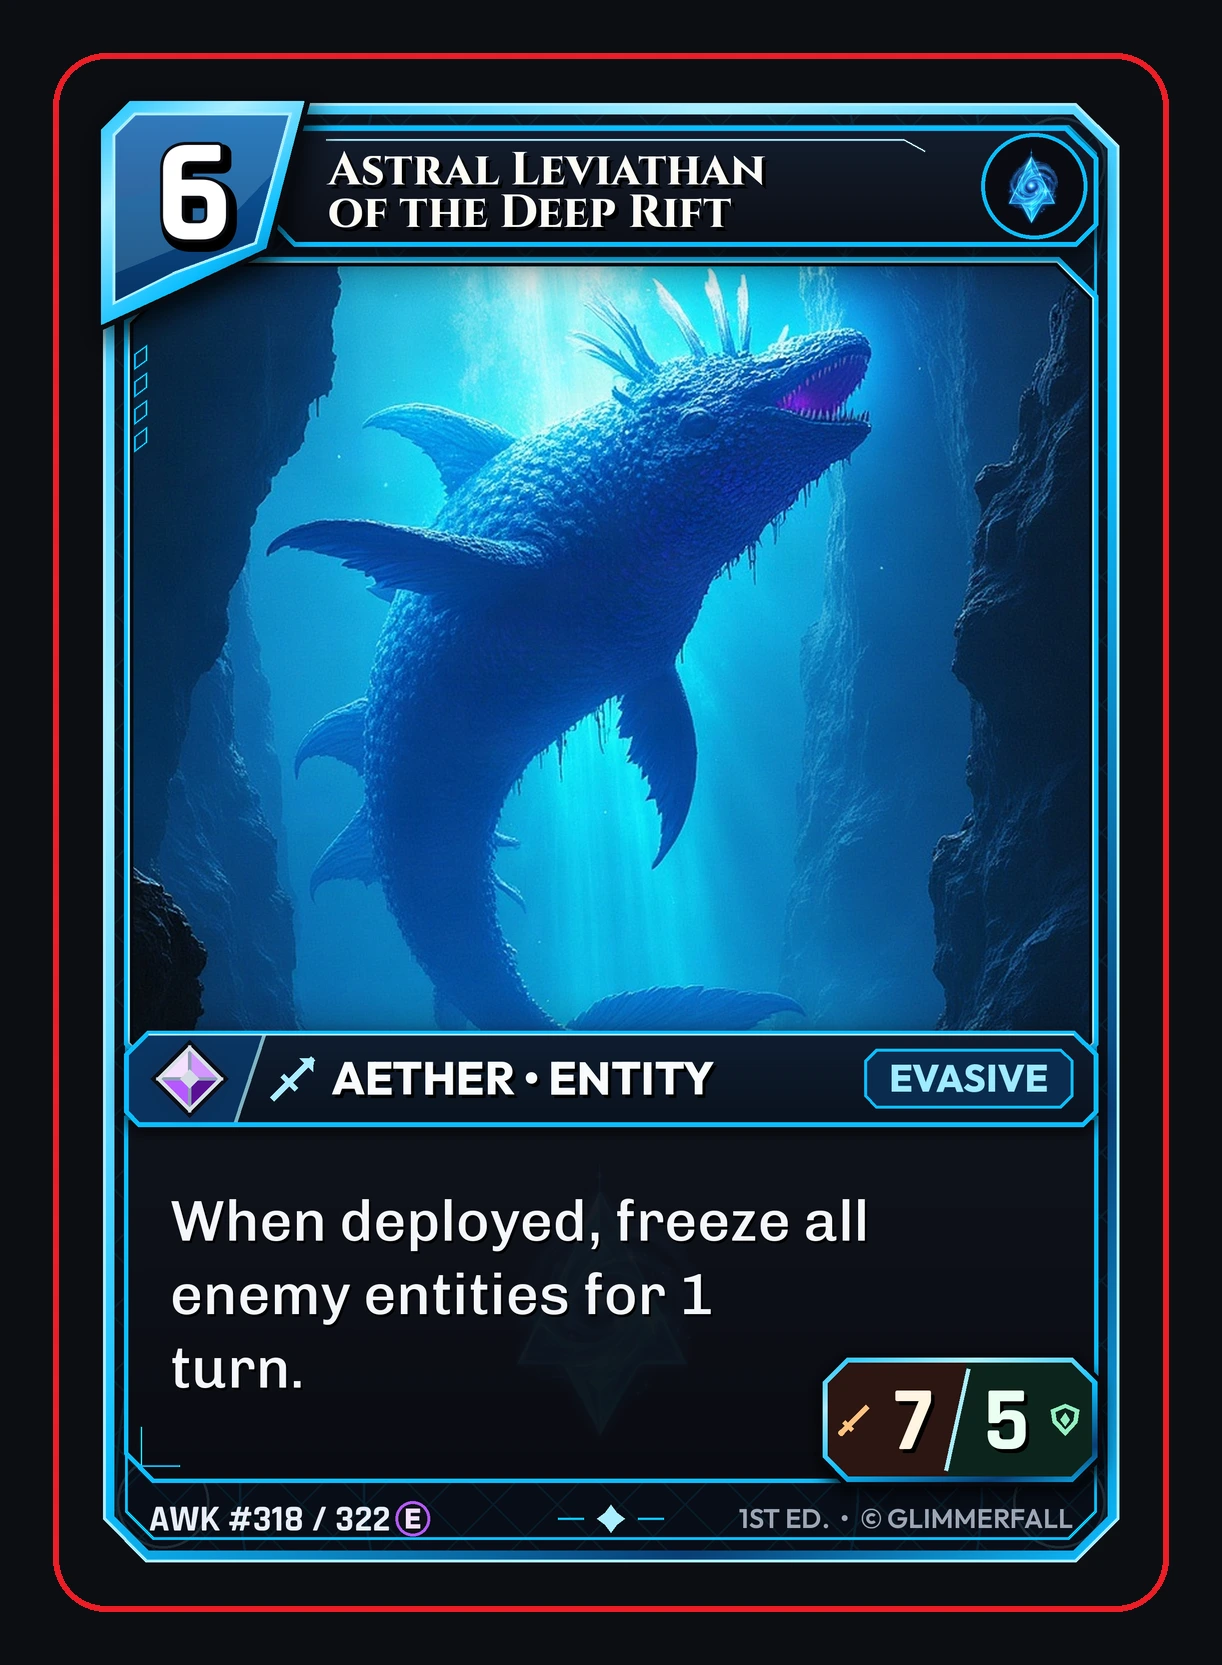 6
Astral Leviathan
of the Deep Rift
AETHER • ENTITY
EVASIVE
When deployed, freeze all
enemy entities for 1
turn.
7 / 5
AWK #318 / 322 E
1ST ED. • © GLIMMERFALL